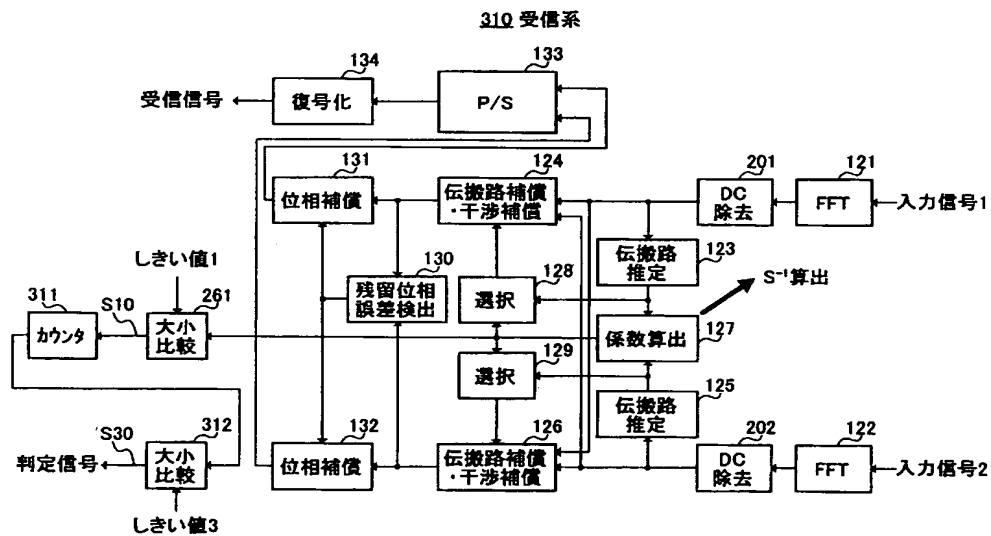 310 受信系
134
復号化
受信信号
133
P/S
131
位相補償
124
伝搬路補償
・干渉補償
201
DC
除去
121
FFT
入力信号1
123
伝搬路
推定
130
残留位相
誤差検出
128
選択
S⁻¹算出
しきい値1
311
カウンタ
S10
261
大小
比較
係数算出
127
129
選択
125
伝搬路
推定
S30
312
判定信号
大小
比較
しきい値3
132
位相補償
126
伝搬路補償
・干渉補償
202
DC
除去
122
FFT
入力信号2